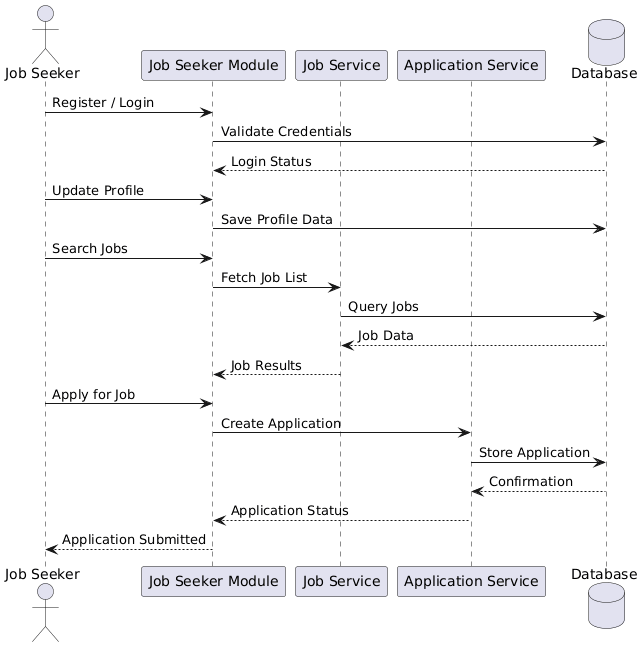 Job Seeker
Job Seeker Module
Job Service
Application Service
Database
Register / Login
Validate Credentials
Login Status
Update Profile
Save Profile Data
Search Jobs
Fetch Job List
Query Jobs
Job Data
Job Results
Apply for Job
Create Application
Store Application
Confirmation
Application Status
Application Submitted
Job Seeker
Job Seeker Module
Job Service
Application Service
Database